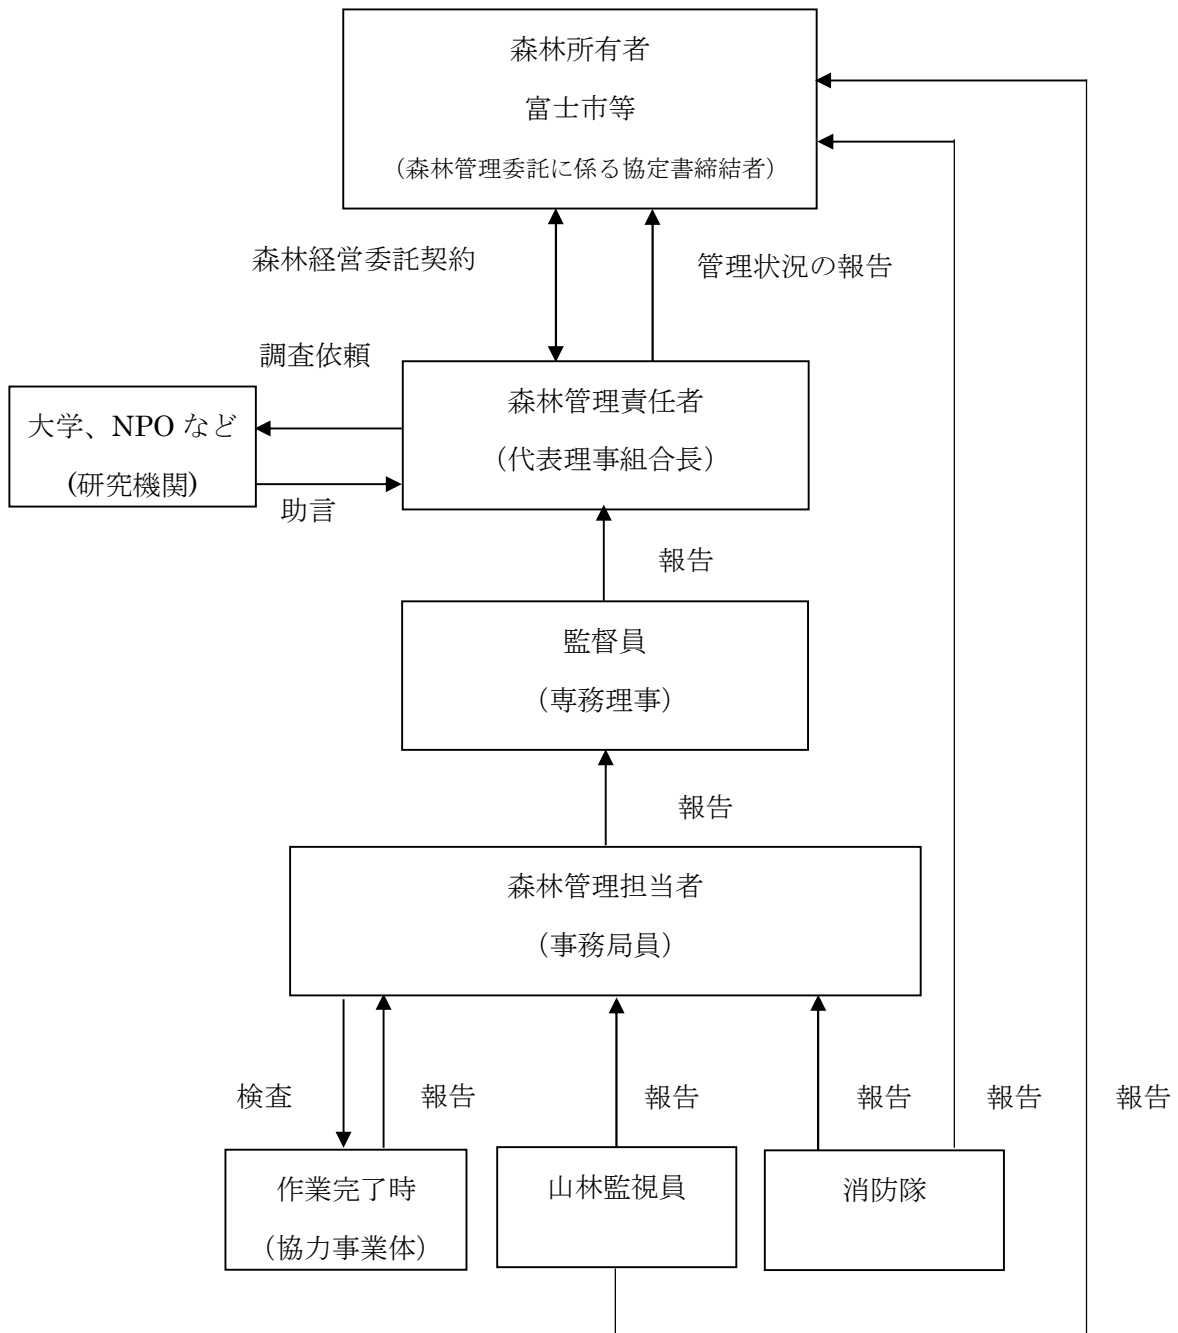 森林所有者
富士市等
（森林管理委託に係る協定書締結者）
森林経営委託契約
管理状況の報告
調査依頼
大学、NPO など
(研究機関)
助言
森林管理責任者
（代表理事組合長）
報告
監督員
（専務理事）
報告
森林管理担当者
（事務局員）
検査
報告
報告
報告
報告
報告
作業完了時
（協力事業体）
山林監視員
消防隊